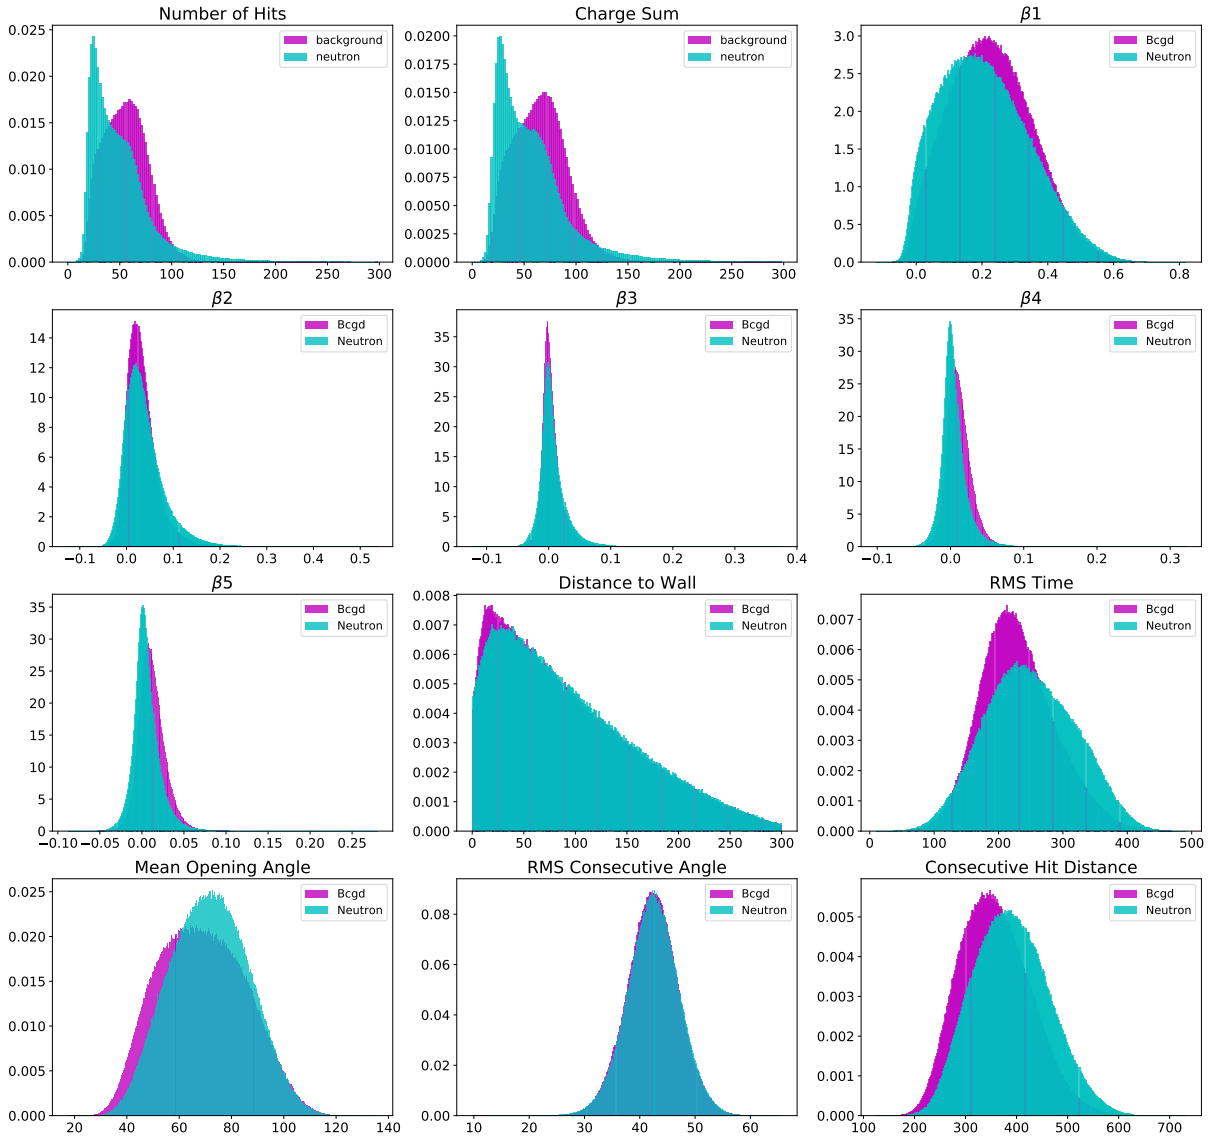 Number of Hits
0.025
0.020
0.015
0.010
0.005
0.000
0 50 100 150 200 250 300
background
neutron
Charge Sum
0.0200
0.0175
0.0150
0.0125
0.0100
0.0075
0.0050
0.0025
0.0000
0 50 100 150 200 250 300
background
neutron
β1
3.0
2.5
2.0
1.5
1.0
0.5
0.0
0.0 0.2 0.4 0.6 0.8
Bcgd
Neutron
β2
14
12
10
8
6
4
2
0
−0.1 0.0 0.1 0.2 0.3 0.4 0.5
Bcgd
Neutron
β3
35
30
25
20
15
10
5
0
−0.1 0.0 0.1 0.2 0.3 0.4
Bcgd
Neutron
β4
35
30
25
20
15
10
5
0
−0.1 0.0 0.1 0.2 0.3
Bcgd
Neutron
β5
35
30
25
20
15
10
5
0
−0.10 −0.05 0.00 0.05 0.10 0.15 0.20 0.25
Bcgd
Neutron
Distance to Wall
0.008
0.007
0.006
0.005
0.004
0.003
0.002
0.001
0.000
0 50 100 150 200 250 300
Bcgd
Neutron
RMS Time
0.007
0.006
0.005
0.004
0.003
0.002
0.001
0.000
0 100 200 300 400 500
Bcgd
Neutron
Mean Opening Angle
0.025
0.020
0.015
0.010
0.005
0.000
20 40 60 80 100 120 140
Bcgd
Neutron
RMS Consecutive Angle
0.08
0.06
0.04
0.02
0.00
10 20 30 40 50 60
Bcgd
Neutron
Consecutive Hit Distance
0.005
0.004
0.003
0.002
0.001
0.000
100 200 300 400 500 600 700
Bcgd
Neutron